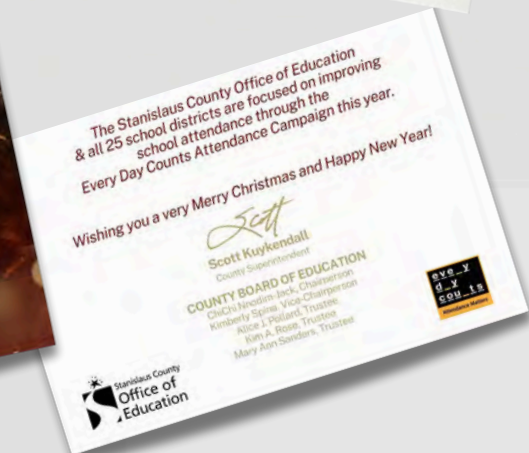 The Stanislaus County Office of Education
& all 25 school districts are focused on improving
school attendance through the
Every Day Counts Attendance Campaign this year.
Wishing you a very Merry Christmas and Happy New Year!
Scott
Scott Kuykendall
County Superintendent
COUNTY BOARD OF EDUCATION
ChiChi Nnodim-Jack, Chairperson
Kimberly Spina, Vice-Chairperson
Alice J. Pollard, Trustee
Kim A. Rose, Trustee
Mary Ann Sanders, Trustee
Stanislaus County
Office of
Education
eve_y
d_y
cou_ts
Attendance Matters